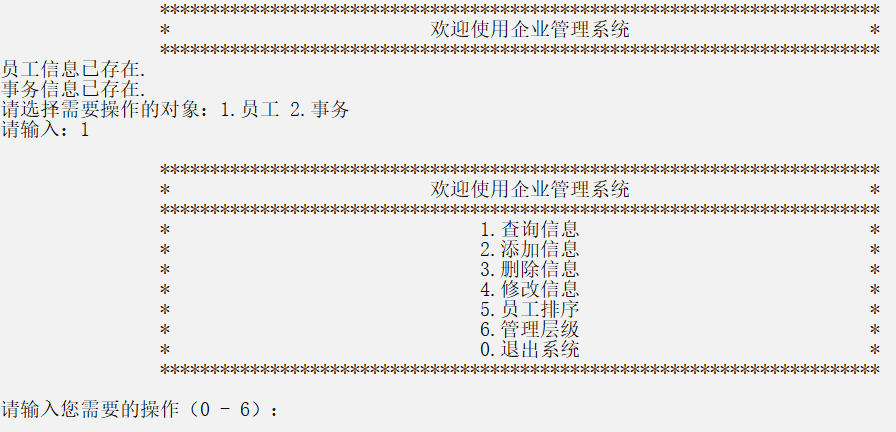 ************************************************************************
* 欢迎使用企业管理系统 *
************************************************************************
员工信息已存在.
事务信息已存在.
请选择需要操作的对象：1.员工 2.事务
请输入：1
************************************************************************
* 欢迎使用企业管理系统 *
************************************************************************
* 1.查询信息 *
* 2.添加信息 *
* 3.删除信息 *
* 4.修改信息 *
* 5.员工排序 *
* 6.管理层级 *
* 0.退出系统 *
************************************************************************
请输入您需要的操作（0 - 6）：